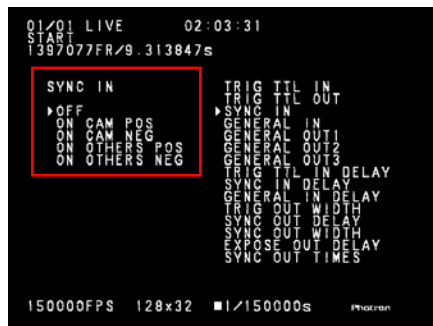 01/01 LIVE 02:03:31
START
1397077FR/9.313847s
SYNC IN
▶OFF
ON CAM POS
ON CAM NEG
ON OTHERS POS
ON OTHERS NEG
TRIG TTL IN
TRIG TTL OUT
▶SYNC IN
GENERAL IN
GENERAL OUT1
GENERAL OUT2
GENERAL OUT3
TRIG TTL IN DELAY
SYNC IN DELAY
GENERAL IN DELAY
TRIG OUT WIDTH
SYNC OUT DELAY
SYNC OUT WIDTH
EXPOSE OUT DELAY
SYNC OUT TIMES
150000FPS 128x32 ■1/150000s Photron